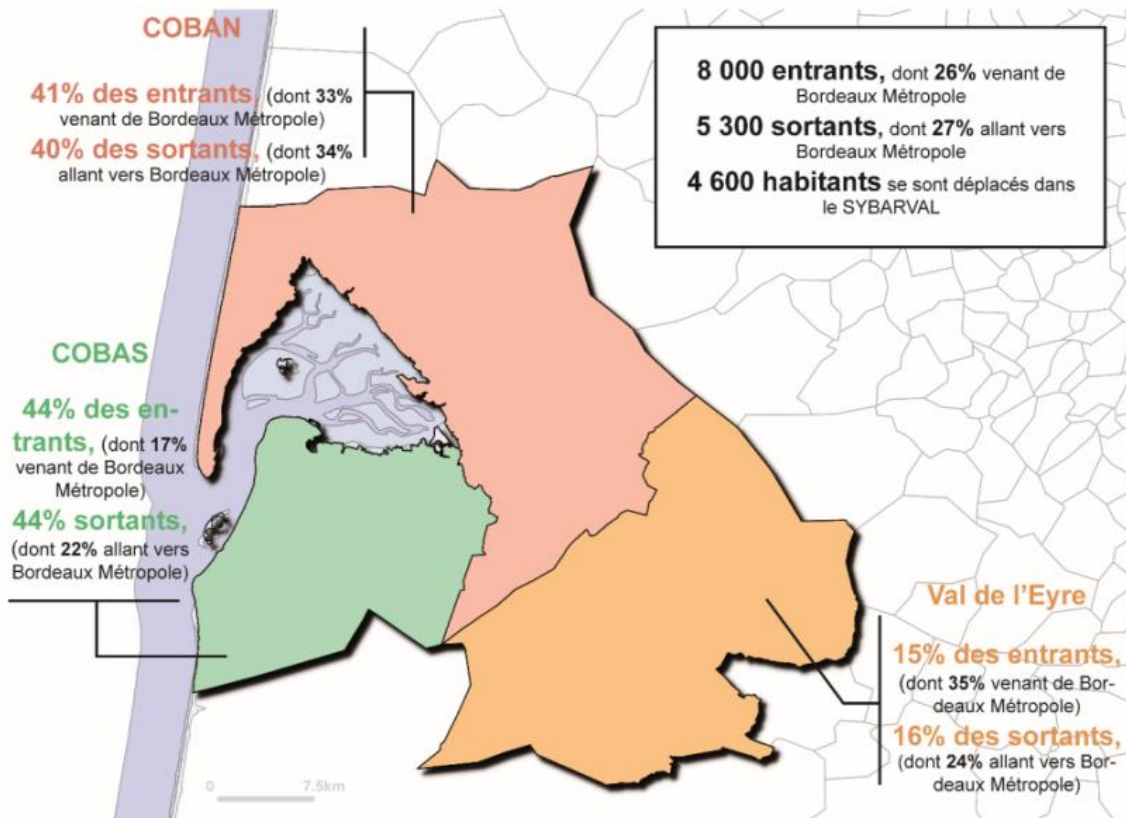 COBAN
41% des entrants, (dont 33%
venant de Bordeaux Métropole)
40% des sortants, (dont 34%
allant vers Bordeaux Métropole)
8 000 entrants, dont 26% venant de
Bordeaux Métropole
5 300 sortants, dont 27% allant vers
Bordeaux Métropole
4 600 habitants se sont déplacés dans
le SYBARVAL
COBAS
44% des en-
trants, (dont 17%
venant de Bordeaux
Métropole)
44% sortants,
(dont 22% allant vers
Bordeaux Métropole)
Val de l'Eyre
15% des entrants,
(dont 35% venant de Bor-
deaux Métropole)
16% des sortants,
(dont 24% allant vers Bor-
deaux Métropole)
0 7.5km